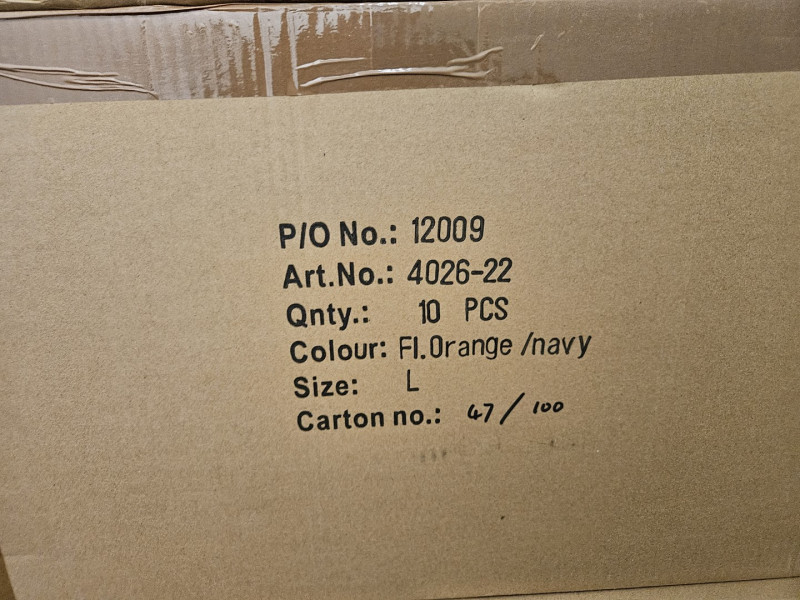 P/O No.: 12009
Art.No.: 4026-22
Qnty.: 10 PCS
Colour: Fl.Orange /navy
Size: L
Carton no.: 47/100